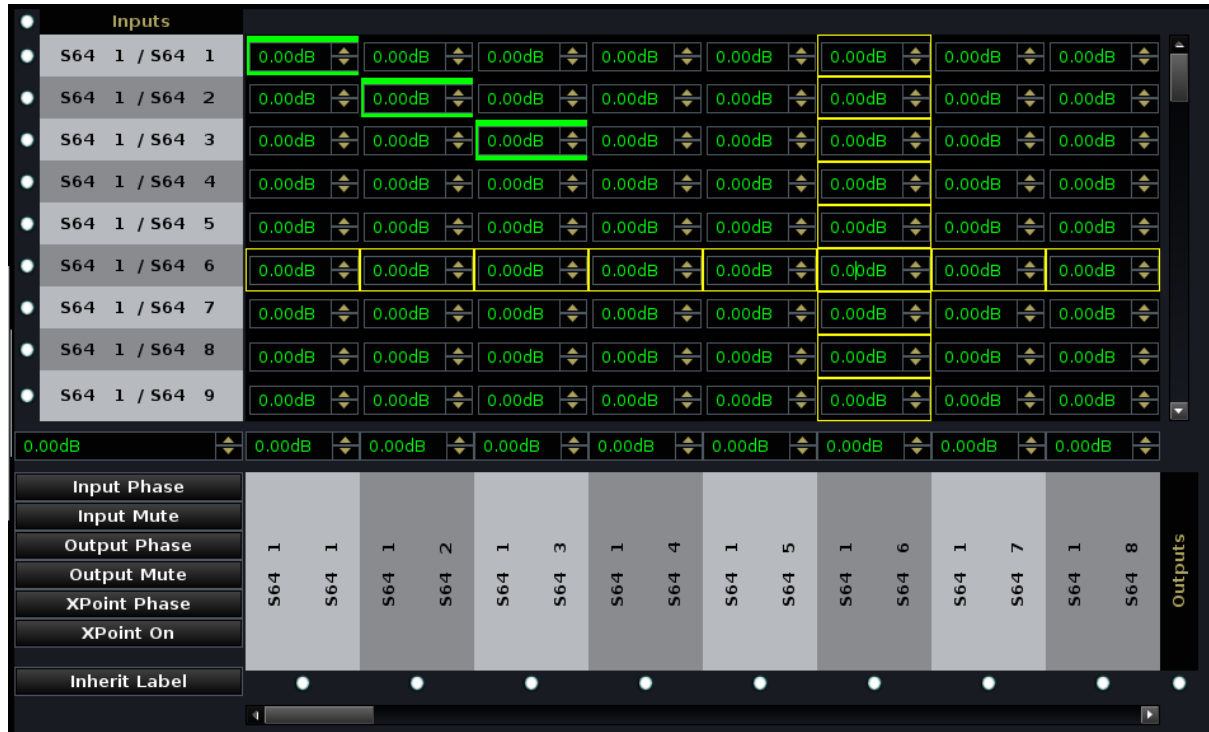 Inputs
S64 1 / S64 1 0.00dB 0.00dB 0.00dB 0.00dB 0.00dB 0.00dB 0.00dB 0.00dB
S64 1 / S64 2 0.00dB 0.00dB 0.00dB 0.00dB 0.00dB 0.00dB 0.00dB 0.00dB
S64 1 / S64 3 0.00dB 0.00dB 0.00dB 0.00dB 0.00dB 0.00dB 0.00dB 0.00dB
S64 1 / S64 4 0.00dB 0.00dB 0.00dB 0.00dB 0.00dB 0.00dB 0.00dB 0.00dB
S64 1 / S64 5 0.00dB 0.00dB 0.00dB 0.00dB 0.00dB 0.00dB 0.00dB 0.00dB
S64 1 / S64 6 0.00dB 0.00dB 0.00dB 0.00dB 0.00dB 0.00dB 0.00dB 0.00dB
S64 1 / S64 7 0.00dB 0.00dB 0.00dB 0.00dB 0.00dB 0.00dB 0.00dB 0.00dB
S64 1 / S64 8 0.00dB 0.00dB 0.00dB 0.00dB 0.00dB 0.00dB 0.00dB 0.00dB
S64 1 / S64 9 0.00dB 0.00dB 0.00dB 0.00dB 0.00dB 0.00dB 0.00dB 0.00dB
0.00dB 0.00dB 0.00dB 0.00dB 0.00dB 0.00dB 0.00dB 0.00dB 0.00dB
Input Phase
Input Mute
Output Phase
Output Mute
XPoint Phase
XPoint On
Inherit Label
S64 1
S64 1
S64 1
S64 2
S64 1
S64 3
S64 1
S64 4
S64 1
S64 5
S64 1
S64 6
S64 1
S64 7
S64 1
S64 8
Outputs